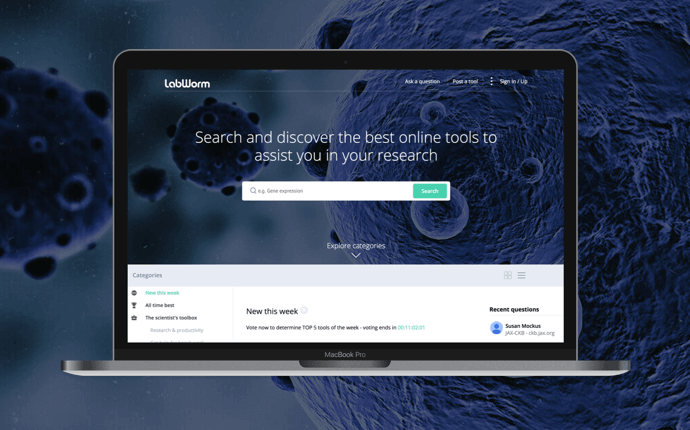 LabWorm
Ask a question
Post a tool
Sign In / Up
Search and discover the best online tools to
assist you in your research
e.g. Gene expression
Search
Explore categories
Categories
New this week
All time best
The scientist's toolbox
Research & productivity
New this week
Vote now to determine TOP 5 tools of the week - voting ends in 00:11:02:01
Recent questions
Susan Mockus
JAX-CKB - ckb.jax.org
MacBook Pro